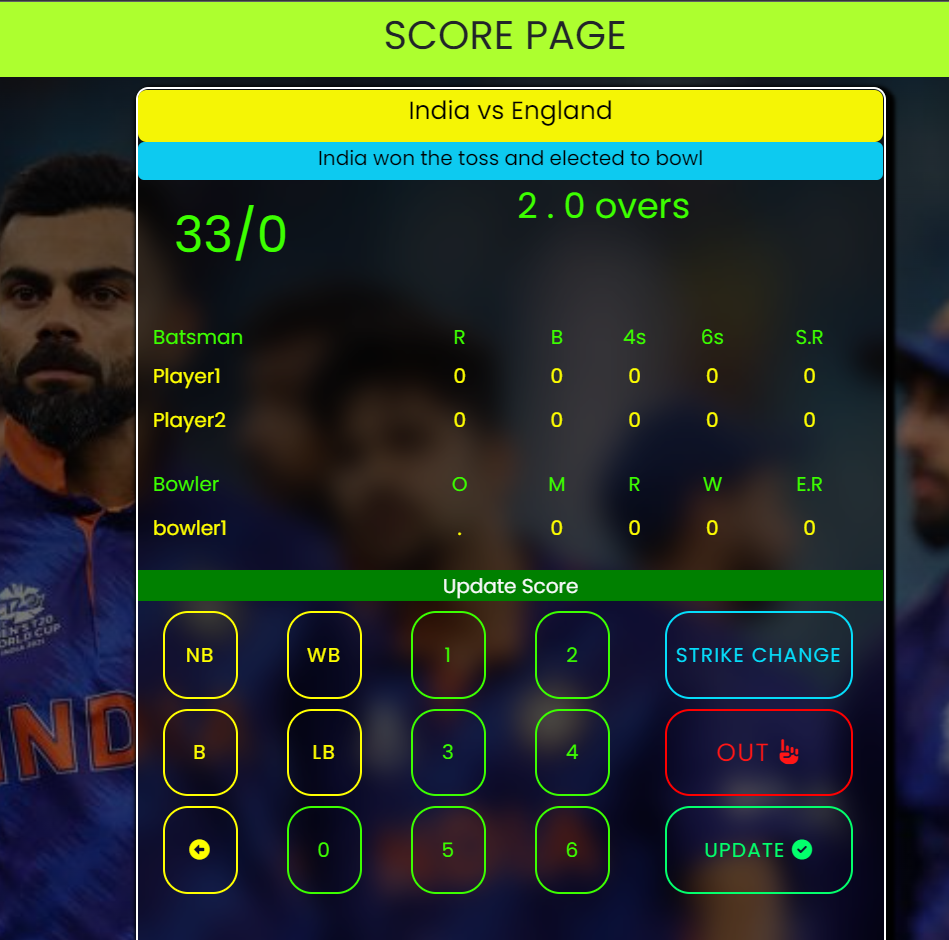 SCORE PAGE
India vs England
India won the toss and elected to bowl
33/0
2 . 0 overs
Batsman R B 4s 6s S.R
Player1 0 0 0 0 0
Player2 0 0 0 0 0
Bowler O M R W E.R
bowler1 . 0 0 0 0
Update Score
NB WB 1 2 STRIKE CHANGE
B LB 3 4 OUT
0 5 6 UPDATE
IND